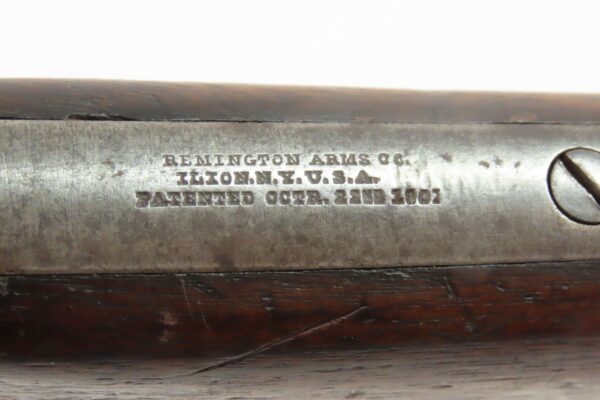 REMINGTON ARMS CO.
ILION.N.Y.U.S.A.
PATENTED OCTR. 22ND 1901